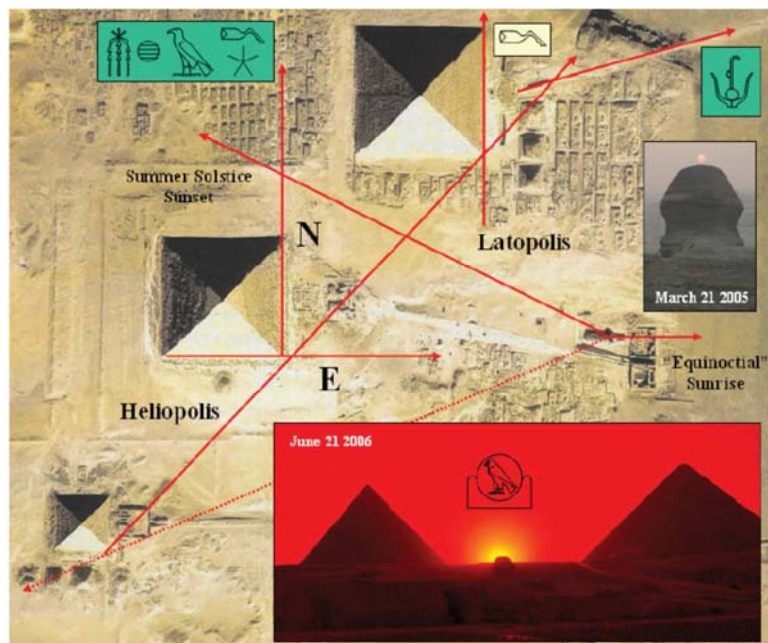 Summer Solstice
Sunset
N
Latopolis
March 21 2005
E
"Equinoctial"
Sunrise
Heliopolis
June 21 2006